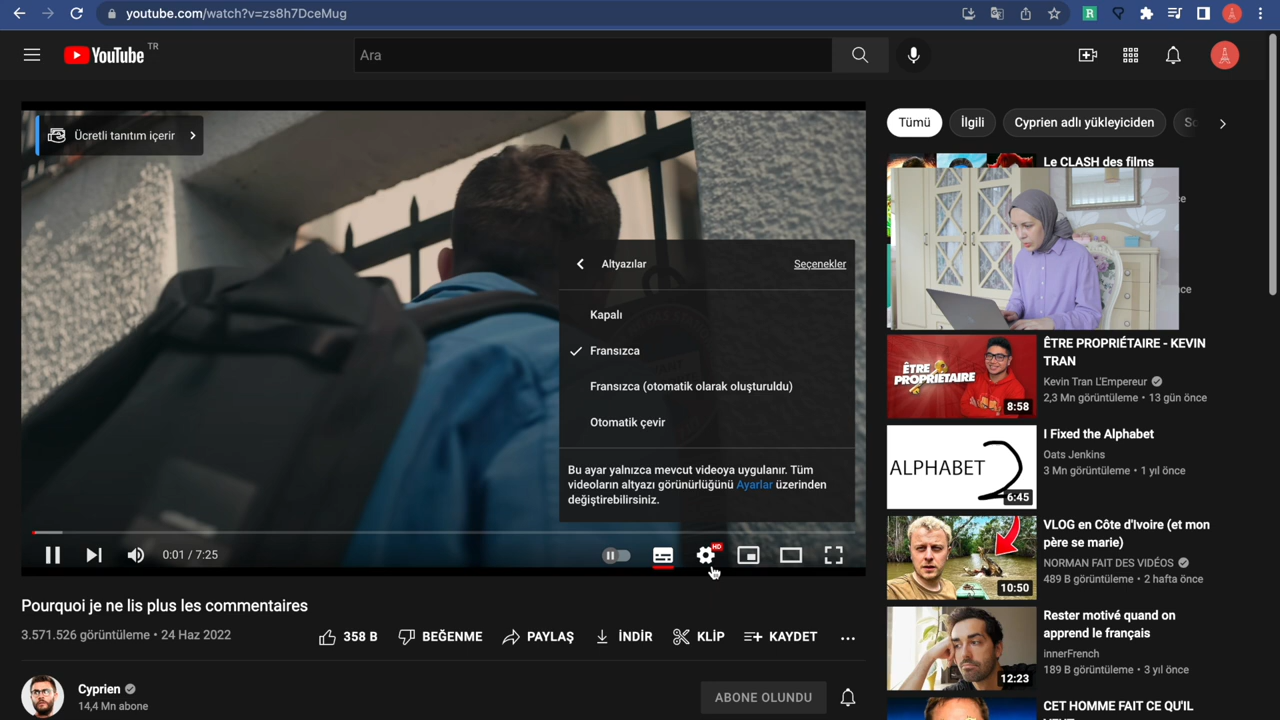 youtube.com/watch?v=zs8h7DceMug
YouTube TR
Ara
Ücretli tanıtım içerir
Altyazılar
Seçenekler
Kapalı
Fransızca
Fransızca (otomatik olarak oluşturuldu)
Otomatik çevir
Bu ayar yalnızca mevcut videoya uygulanır. Tüm
videoların altyazı görünürlüğünü Ayarlar üzerinden
değiştirebilirsiniz.
0:01 / 7:25
HD
Pourquoi je ne lis plus les commentaires
3.571.526 görüntüleme • 24 Haz 2022
358 B
BEĞENME
PAYLAŞ
İNDİR
KLİP
KAYDET
Cyprien
14,4 Mn abone
ABONE OLUNDU
Tümü
İlgili
Cyprien adlı yükleyiciden
Le CLASH des films
ÊTRE
PROPRIÉTAIRE
8:58
ÊTRE PROPRIÉTAIRE - KEVIN
TRAN
Kevin Tran L'Empereur
2,3 Mn görüntüleme • 13 gün önce
ALPHABET 2
6:45
I Fixed the Alphabet
Oats Jenkins
3 Mn görüntüleme • 1 yıl önce
10:50
VLOG en Côte d'Ivoire (et mon
père se marie)
NORMAN FAIT DES VIDÉOS
489 B görüntüleme • 2 hafta önce
12:23
Rester motivé quand on
apprend le français
innerFrench
189 B görüntüleme • 3 yıl önce
CET HOMME FAIT CE QU'IL